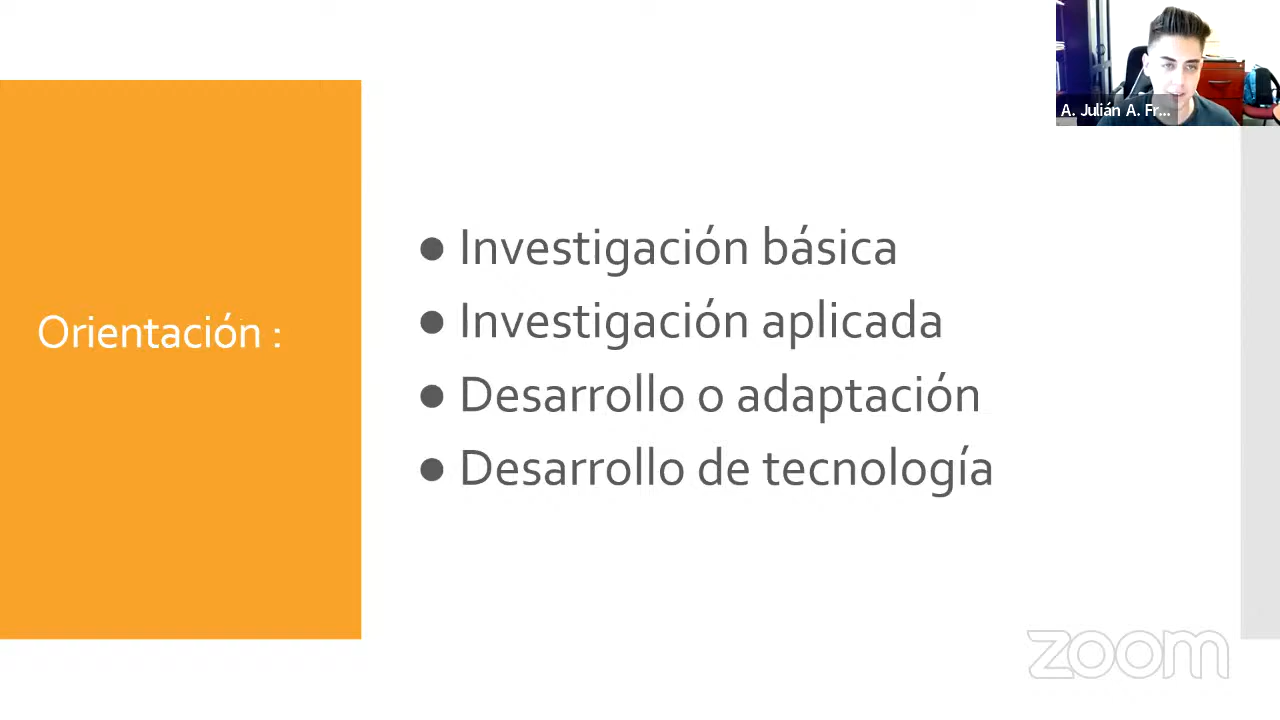 A. Julián A. Fr...
Orientación :
● Investigación básica
● Investigación aplicada
● Desarrollo o adaptación
● Desarrollo de tecnología
zoom